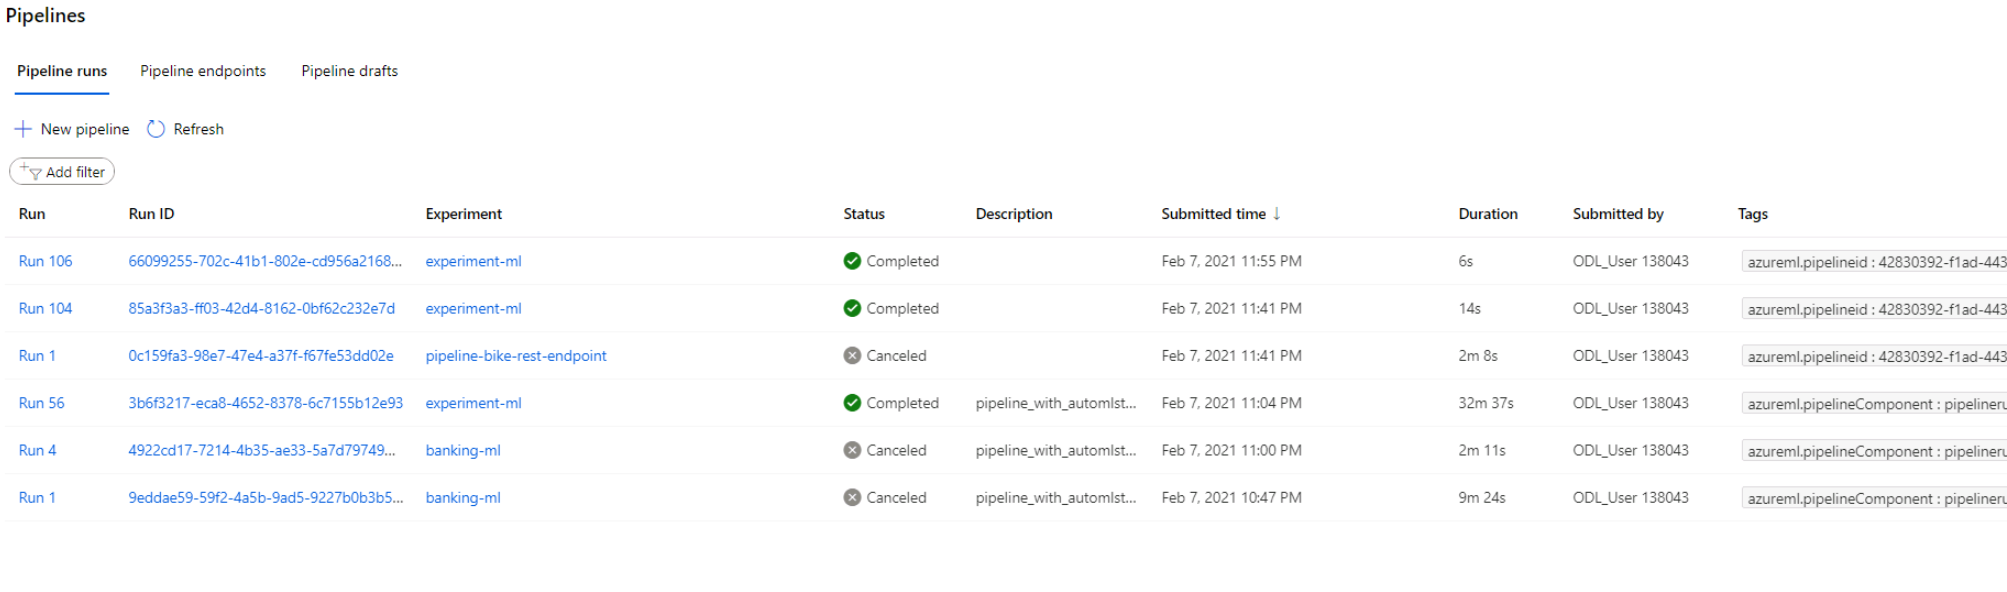 Pipelines
Pipeline runs Pipeline endpoints Pipeline drafts
New pipeline Refresh
Add filter
Run Run ID Experiment Status Description Submitted time ↓ Duration Submitted by Tags
Run 106 66099255-702c-41b1-802e-cd956a2168... experiment-ml Completed Feb 7, 2021 11:55 PM 6s ODL_User 138043 azureml.pipelineid : 42830392-f1ad-443
Run 104 85a3f3a3-ff03-42d4-8162-0bf62c232e7d experiment-ml Completed Feb 7, 2021 11:41 PM 14s ODL_User 138043 azureml.pipelineid : 42830392-f1ad-443
Run 1 0c159fa3-98e7-47e4-a37f-f67fe53dd02e pipeline-bike-rest-endpoint Canceled Feb 7, 2021 11:41 PM 2m 8s ODL_User 138043 azureml.pipelineid : 42830392-f1ad-443
Run 56 3b6f3217-eca8-4652-8378-6c7155b12e93 experiment-ml Completed pipeline_with_automlst... Feb 7, 2021 11:04 PM 32m 37s ODL_User 138043 azureml.pipelineComponent : pipelineru
Run 4 4922cd17-7214-4b35-ae33-5a7d79749... banking-ml Canceled pipeline_with_automlst... Feb 7, 2021 11:00 PM 2m 11s ODL_User 138043 azureml.pipelineComponent : pipelineru
Run 1 9eddae59-59f2-4a5b-9ad5-9227b0b3b5... banking-ml Canceled pipeline_with_automlst... Feb 7, 2021 10:47 PM 9m 24s ODL_User 138043 azureml.pipelineComponent : pipelineru